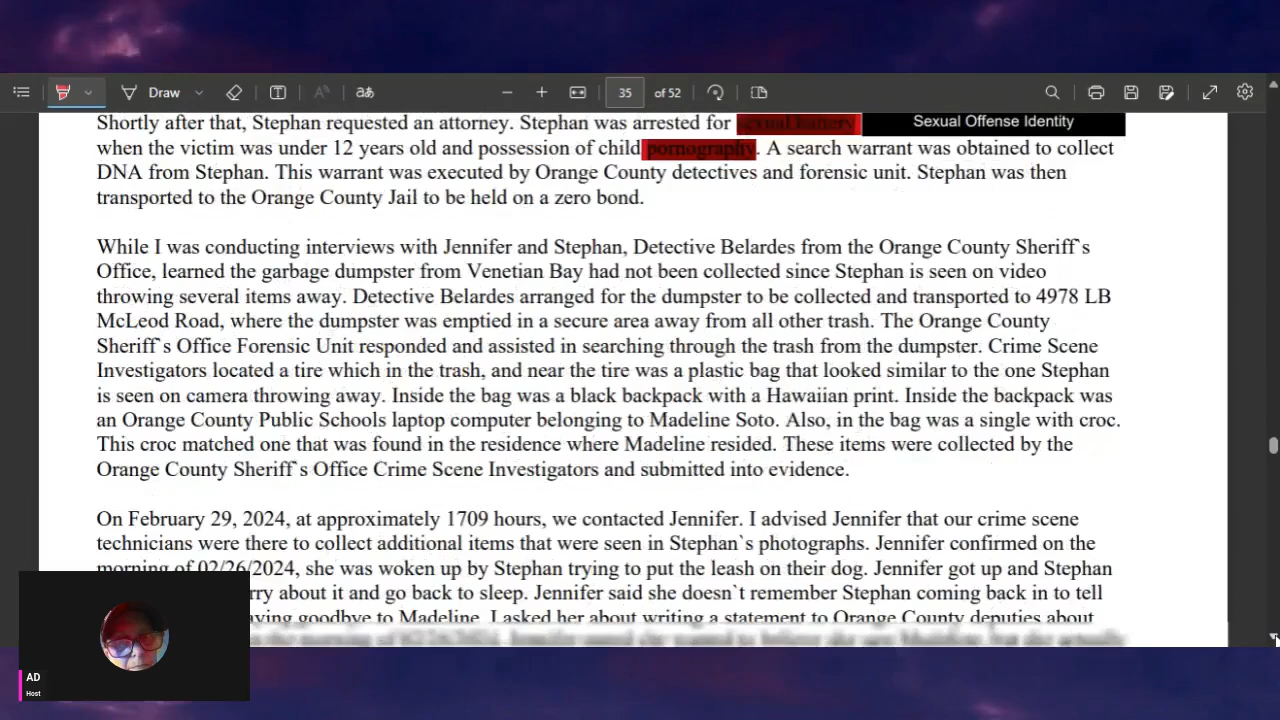 Draw
35 of 52
Shortly after that, Stephan requested an attorney. Stephan was arrested for sexual battery Sexual Offense Identity
when the victim was under 12 years old and possession of child pornography. A search warrant was obtained to collect
DNA from Stephan. This warrant was executed by Orange County detectives and forensic unit. Stephan was then
transported to the Orange County Jail to be held on a zero bond.
While I was conducting interviews with Jennifer and Stephan, Detective Belardes from the Orange County Sheriff`s
Office, learned the garbage dumpster from Venetian Bay had not been collected since Stephan is seen on video
throwing several items away. Detective Belardes arranged for the dumpster to be collected and transported to 4978 LB
McLeod Road, where the dumpster was emptied in a secure area away from all other trash. The Orange County
Sheriff`s Office Forensic Unit responded and assisted in searching through the trash from the dumpster. Crime Scene
Investigators located a tire which in the trash, and near the tire was a plastic bag that looked similar to the one Stephan
is seen on camera throwing away. Inside the bag was a black backpack with a Hawaiian print. Inside the backpack was
an Orange County Public Schools laptop computer belonging to Madeline Soto. Also, in the bag was a single with croc.
This croc matched one that was found in the residence where Madeline resided. These items were collected by the
Orange County Sheriff`s Office Crime Scene Investigators and submitted into evidence.
On February 29, 2024, at approximately 1709 hours, we contacted Jennifer. I advised Jennifer that our crime scene
technicians were there to collect additional items that were seen in Stephan`s photographs. Jennifer confirmed on the
morning of 02/26/2024, she was woken up by Stephan trying to put the leash on their dog. Jennifer got up and Stephan
about it and go back to sleep. Jennifer said she doesn`t remember Stephan coming back in to tell
goodbye to Madeline. I asked her about writing a statement to Orange County deputies about
AD
Host